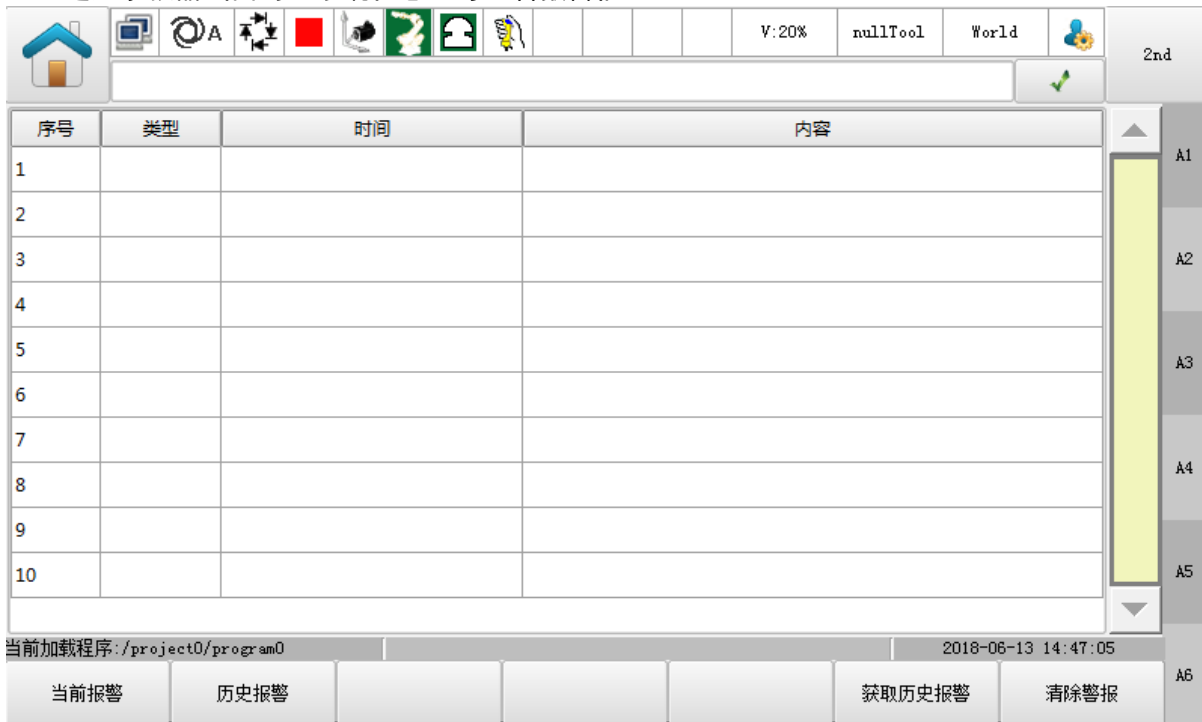 A
V:20%
nullTool
World
2nd
序号 类型 时间 内容
1
2
3
4
5
6
7
8
9
10
A1
A2
A3
A4
A5
A6
当前加载程序:/project0/program0
2018-06-13 14:47:05
当前报警 历史报警 获取历史报警 清除警报